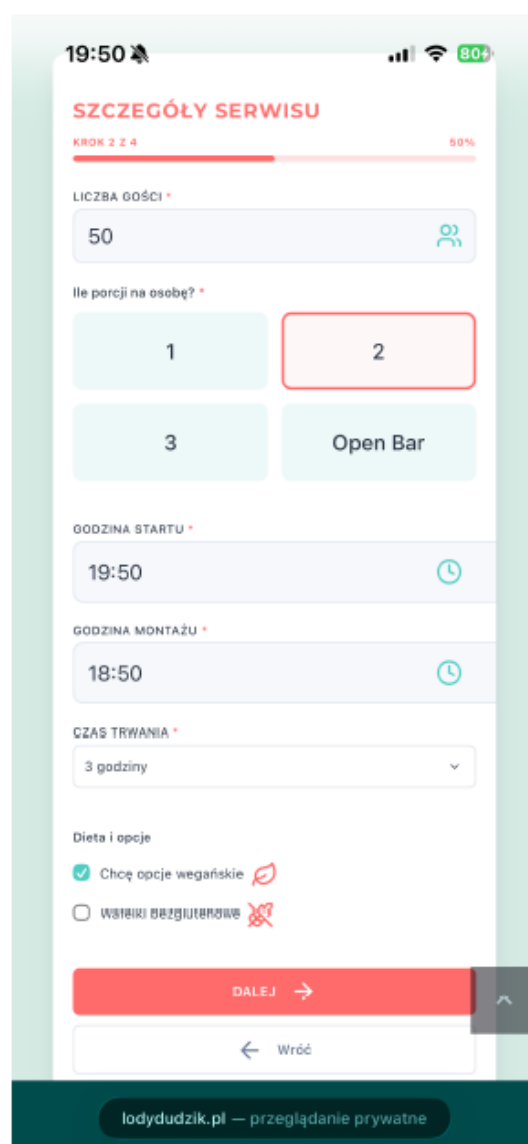 19:50
80
SZCZEGÓŁY SERWISU
KROK 2 Z 4 50%
LICZBA GOŚCI *
50
Ile porcji na osobę? *
1 2
3 Open Bar
GODZINA STARTU *
19:50
GODZINA MONTAŻU *
18:50
CZAS TRWANIA *
3 godziny
Dieta i opcje
Chcę opcje wegańskie
Wafelki bezglutenowe
DALEJ
Wróć
lodydudzik.pl — przeglądanie prywatne